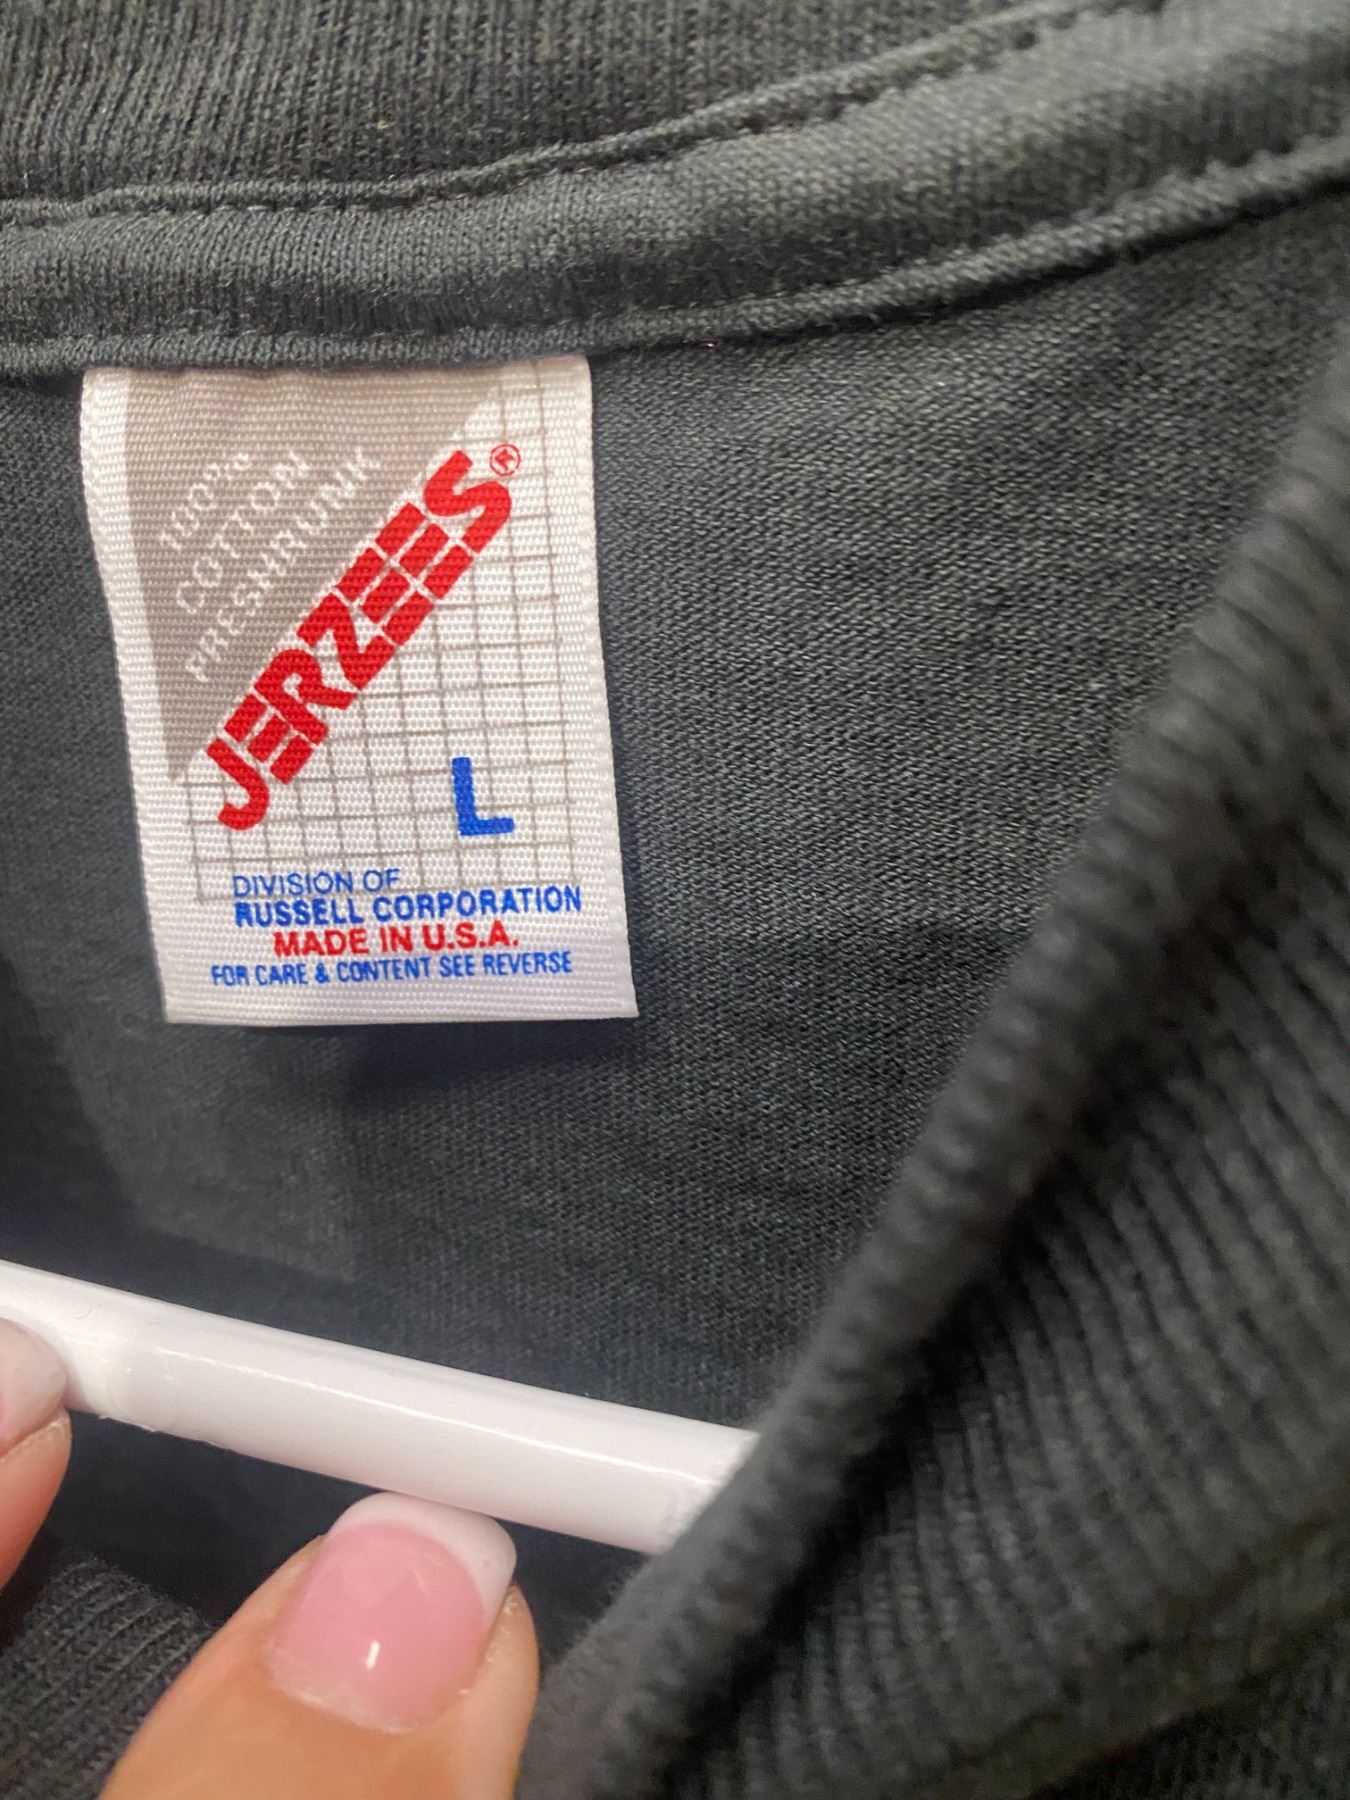 100%
COTTON
PRESHRUNK
JERZEES®
L
DIVISION OF
RUSSELL CORPORATION
MADE IN U.S.A.
FOR CARE & CONTENT SEE REVERSE